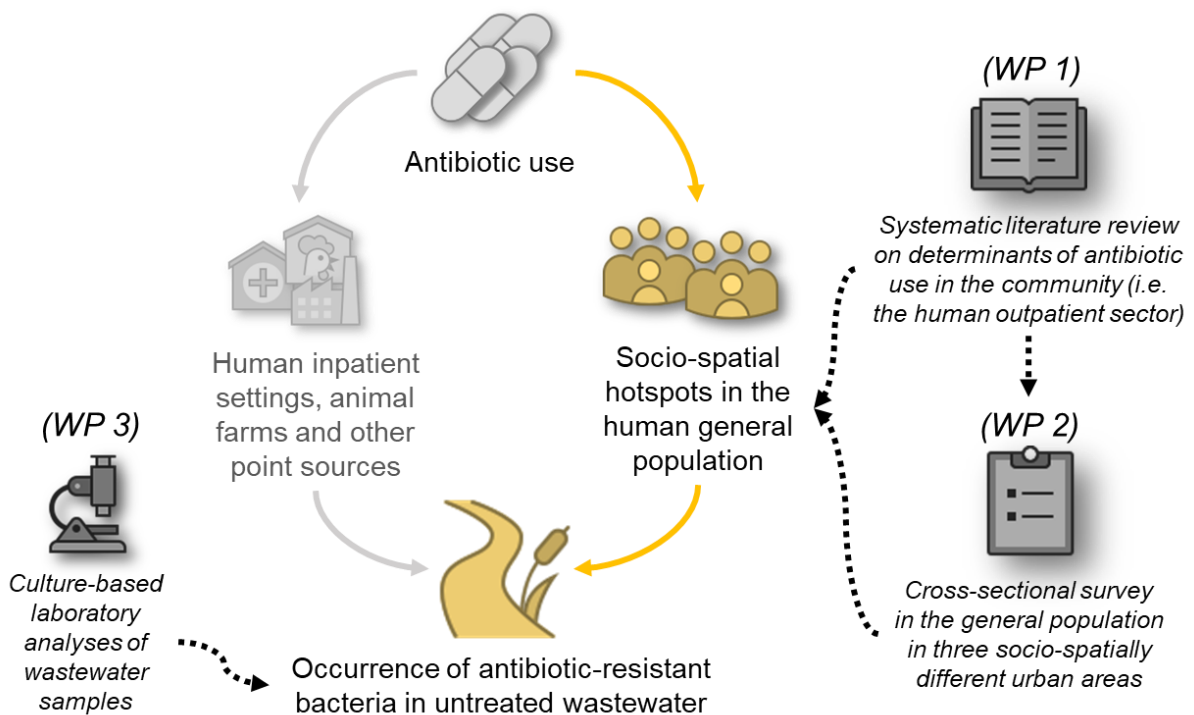 Antibiotic use
(WP 1)
Systematic literature review
on determinants of antibiotic
use in the community (i.e.
the human outpatient sector)
Human inpatient
settings, animal
farms and other
point sources
Socio-spatial
hotspots in the
human general
population
(WP 2)
Cross-sectional survey
in the general population
in three socio-spatially
different urban areas
(WP 3)
Culture-based
laboratory
analyses of
wastewater
samples
Occurrence of antibiotic-resistant
bacteria in untreated wastewater